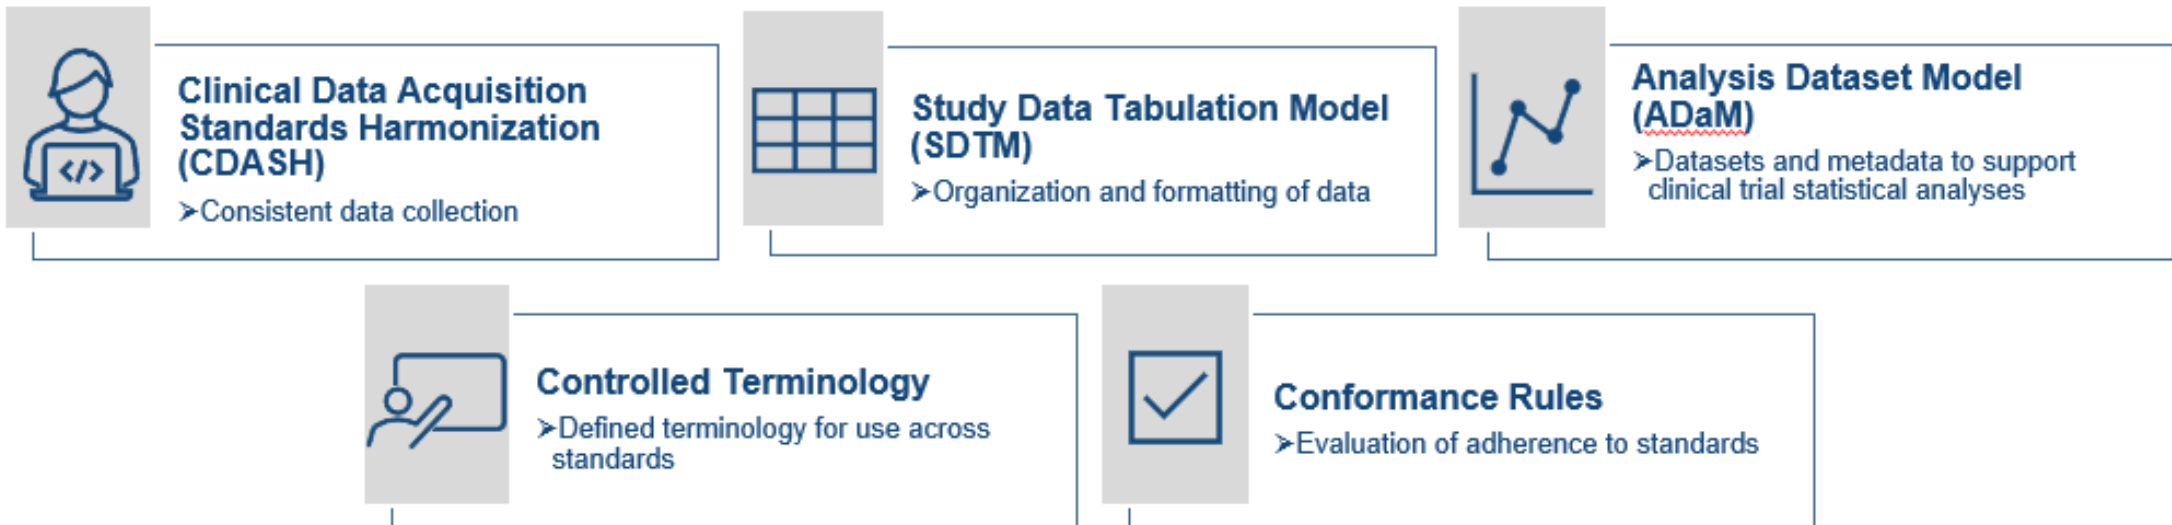 Clinical Data Acquisition
Standards Harmonization
(CDASH)
➢Consistent data collection
Study Data Tabulation Model
(SDTM)
➢Organization and formatting of data
Analysis Dataset Model
(ADaM)
➢Datasets and metadata to support
clinical trial statistical analyses
</>
Controlled Terminology
➢Defined terminology for use across
standards
Conformance Rules
➢Evaluation of adherence to standards